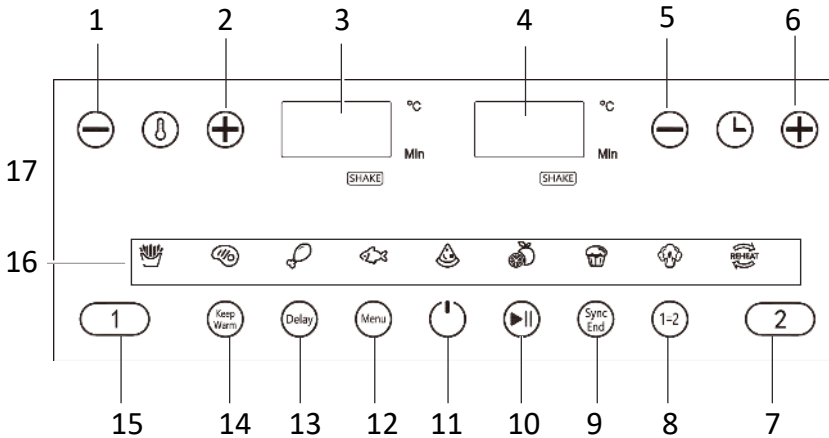 1 2 3 4 5 6
°C °C
Min Min
17
SHAKE SHAKE
16
REHEAT
1 Keep Warm Delay Menu Sync End 1=2 2
15 14 13 12 11 10 9 8 7